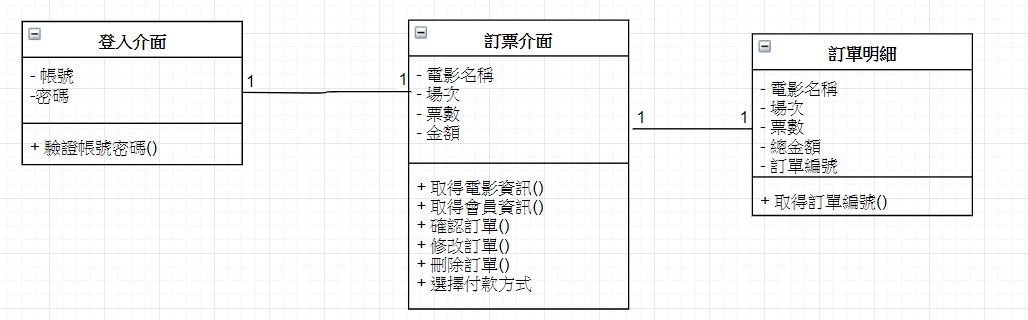 登入介面
- 帳號
-密碼
+ 驗證帳號密碼()
1
1
訂票介面
- 電影名稱
- 場次
- 票數
- 金額
+ 取得電影資訊()
+ 取得會員資訊()
+ 確認訂單()
+ 修改訂單()
+ 刪除訂單()
+ 選擇付款方式
1
1
訂單明細
- 電影名稱
- 場次
- 票數
- 總金額
- 訂單編號
+ 取得訂單編號()